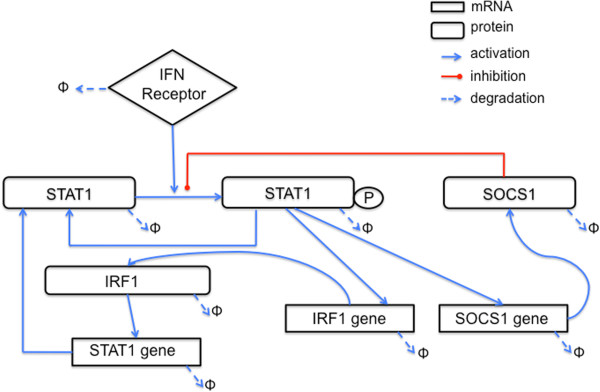 mRNA
protein
activation
inhibition
degradation
IFN
Receptor
Φ
STAT1
STAT1
P
SOCS1
Φ
Φ
Φ
IRF1
Φ
IRF1 gene
SOCS1 gene
Φ
Φ
STAT1 gene
Φ